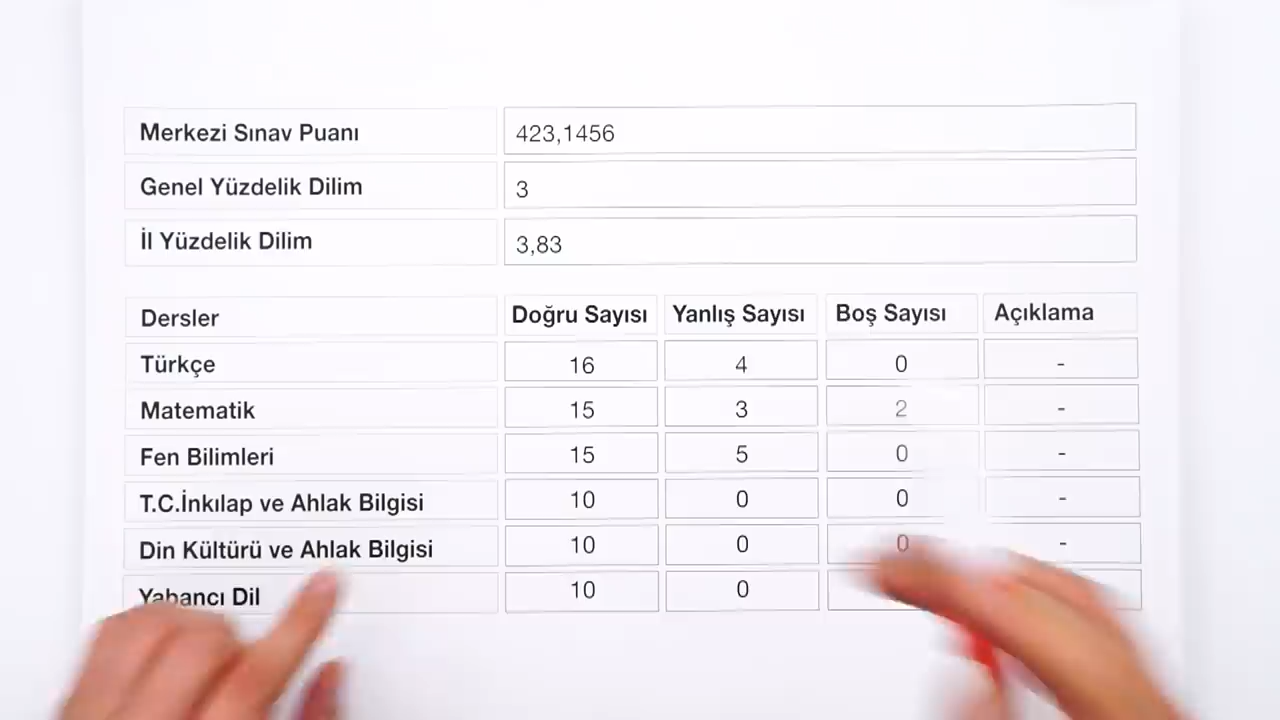 Merkezi Sınav Puanı 423,1456
Genel Yüzdelik Dilim 3
İl Yüzdelik Dilim 3,83
Dersler Doğru Sayısı Yanlış Sayısı Boş Sayısı Açıklama
Türkçe 16 4 0 -
Matematik 15 3 2 -
Fen Bilimleri 15 5 0 -
T.C.İnkılap ve Ahlak Bilgisi 10 0 0 -
Din Kültürü ve Ahlak Bilgisi 10 0 0 -
Yabancı Dil 10 0